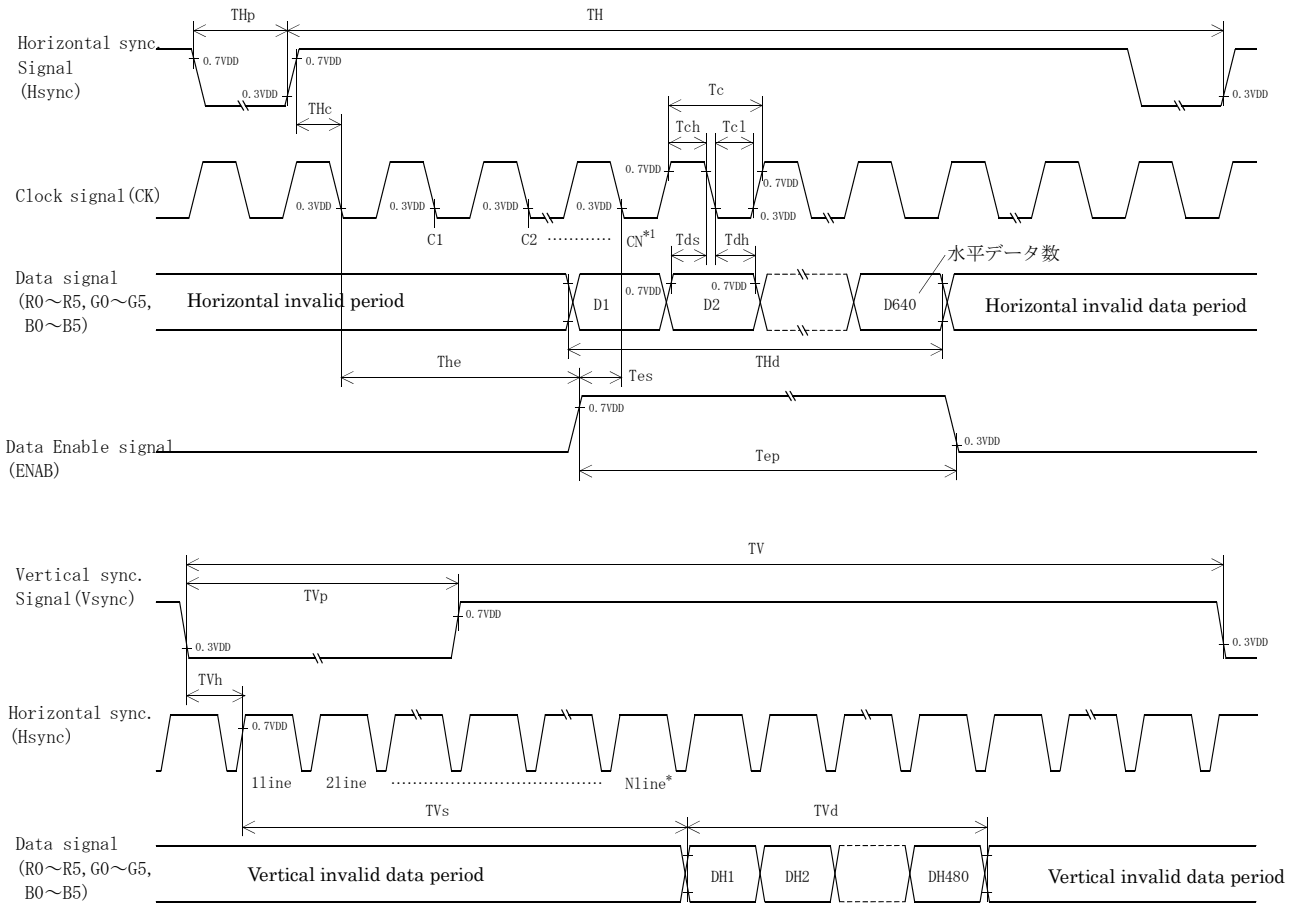 THp
TH
Horizontal sync.
Signal
(Hsync)
0.7VDD
0.3VDD
0.7VDD
0.3VDD
THc
Tc
Tch
Tcl
Clock signal(CK)
0.3VDD
0.3VDD
0.3VDD
0.3VDD
0.7VDD
0.7VDD
0.3VDD
C1
C2
…………
CN*1
Tds
Tdh
水平データ数
Data signal
(R0～R5,G0～G5,
B0～B5)
Horizontal invalid period
D1
0.7VDD
D2
0.7VDD
D640
Horizontal invalid data period
The
Tes
THd
0.7VDD
Data Enable signal
(ENAB)
0.3VDD
Tep
TV
Vertical sync.
Signal(Vsync)
TVp
0.7VDD
0.3VDD
0.3VDD
TVh
Horizontal sync.
(Hsync)
0.7VDD
1line
2line
……………………………
Nline*
TVs
TVd
Data signal
(R0～R5,G0～G5,
B0～B5)
Vertical invalid data period
DH1
DH2
DH480
Vertical invalid data period